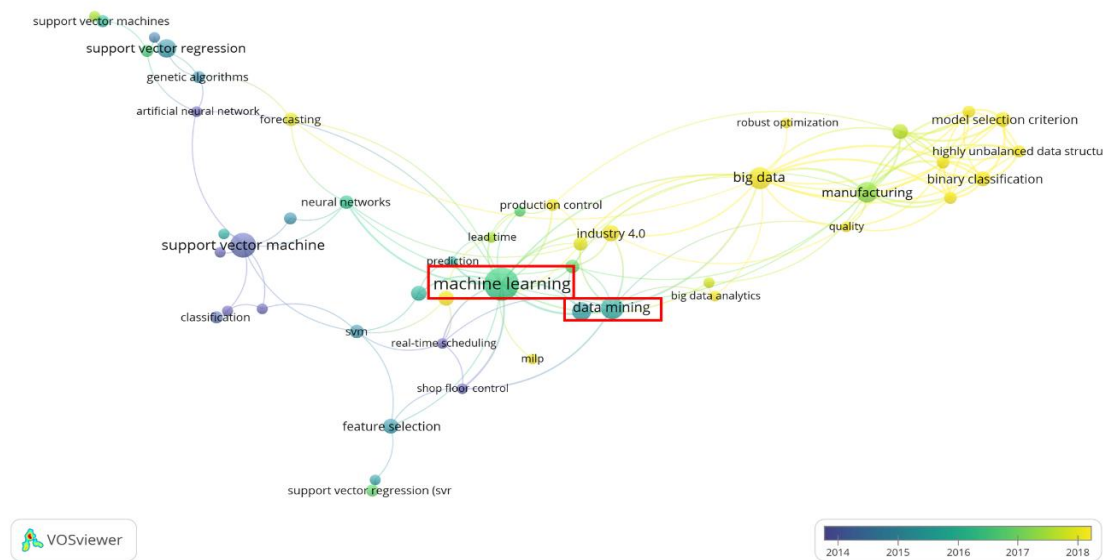 support vector machines
support vector regression
genetic algorithms
artificial neural network
forecasting
robust optimization
model selection criterion
highly unbalanced data structu
big data
binary classification
manufacturing
neural networks
production control
quality
lead time
industry 4.0
support vector machine
prediction
machine learning
big data analytics
data mining
classification
svm
real-time scheduling
milp
shop floor control
feature selection
support vector regression (svr
VOSviewer
2014 2015 2016 2017 2018